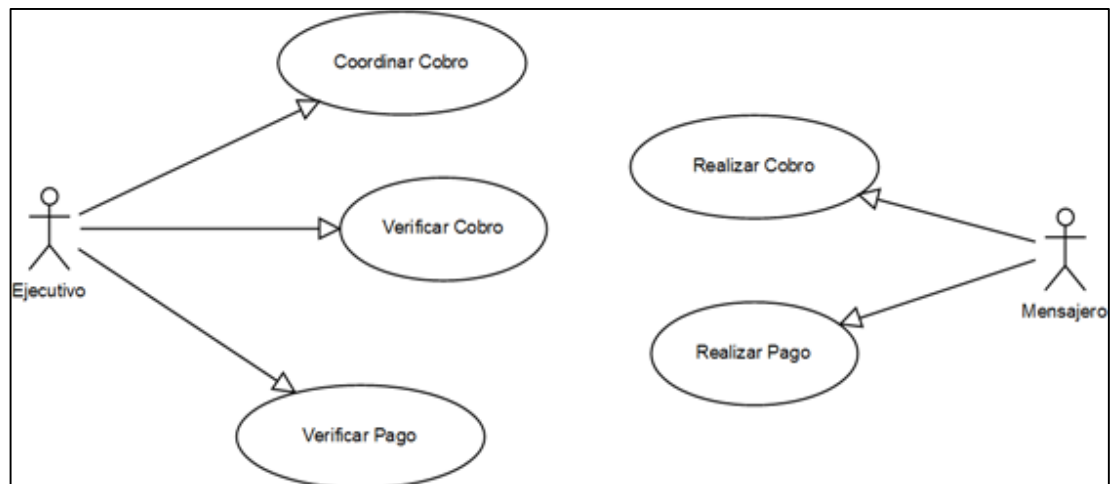 Coordinar Cobro
Realizar Cobro
Verificar Cobro
Ejecutivo
Mensajero
Realizar Pago
Verificar Pago